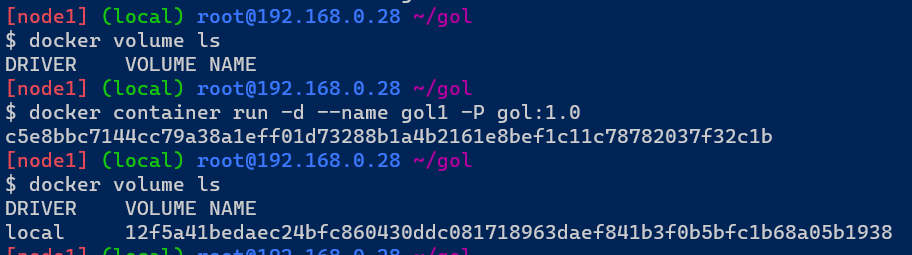 [node1] (local) root@192.168.0.28 ~/gol
$ docker volume ls
DRIVER    VOLUME NAME
[node1] (local) root@192.168.0.28 ~/gol
$ docker container run -d --name gol1 -P gol:1.0
c5e8bbc7144cc79a38a1eff01d73288b1a4b2161e8bef1c11c78782037f32c1b
[node1] (local) root@192.168.0.28 ~/gol
$ docker volume ls
DRIVER    VOLUME NAME
local     12f5a41bedaec24bfc860430ddc081718963daef841b3f0b5bfc1b68a05b1938